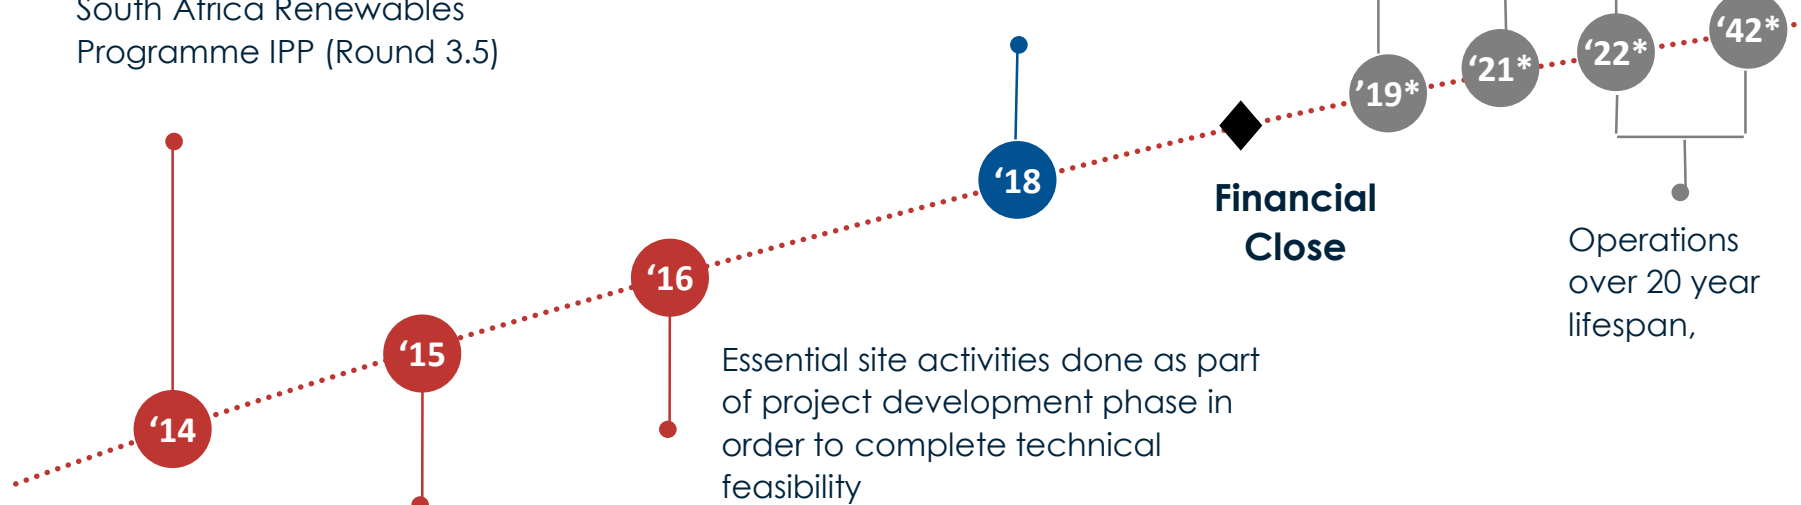 South Africa Renewables
Programme IPP (Round 3.5)
‘14
‘15
‘16
Essential site activities done as part
of project development phase in
order to complete technical
feasibility
‘18
Financial
Close
’19*
‘21*
‘22*
‘42*
Operations
over 20 year
lifespan,